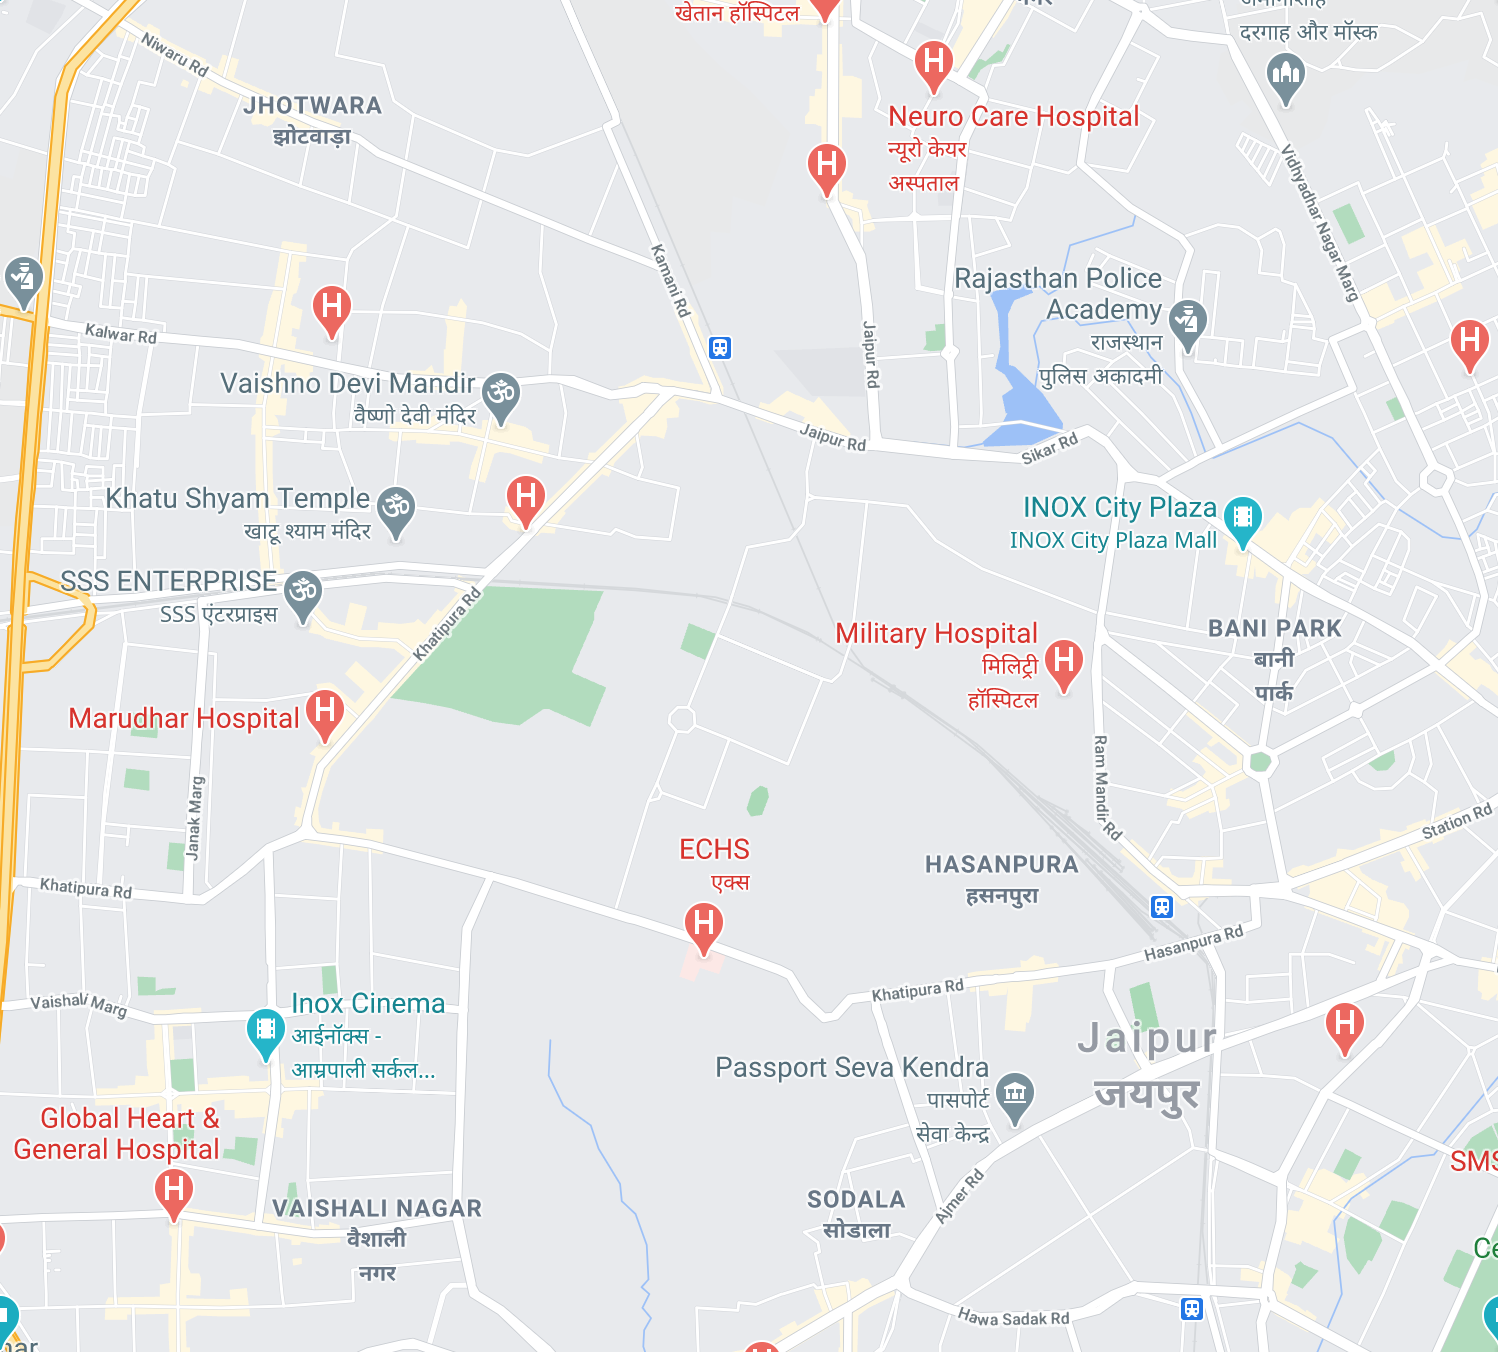 खेतान हॉस्पिटल
दरगाह और मॉस्क
Niwaru Rd
JHOTWARA
झोटवाड़ा
Neuro Care Hospital
न्यूरो केयर
अस्पताल
Vidhyadhar Nagar Marg
Kamani Rd
Rajasthan Police
Academy
राजस्थान
पुलिस अकादमी
Kalwar Rd
Jaipur Rd
Vaishno Devi Mandir
वैष्णो देवी मंदिर
Jaipur Rd
Sikar Rd
Khatu Shyam Temple
खाटू श्याम मंदिर
INOX City Plaza
INOX City Plaza Mall
SSS ENTERPRISE
SSS एंटरप्राइस
Khatipura Rd
Military Hospital
मिलिट्री
हॉस्पिटल
BANI PARK
बानी
पार्क
Marudhar Hospital
Janak Marg
Ram Mandir Rd
Station Rd
ECHS
एक्स
HASANPURA
हसनपुरा
Khatipura Rd
Hasanpura Rd
Khatipura Rd
Vaishali Marg
Inox Cinema
आईनॉक्स -
आम्रपाली सर्कल...
Jaipur
जयपुर
Passport Seva Kendra
पासपोर्ट
सेवा केन्द्र
Global Heart &
General Hospital
SMS
Ajmer Rd
VAISHALI NAGAR
वैशाली
नगर
SODALA
सोडाला
Ce
Hawa Sadak Rd